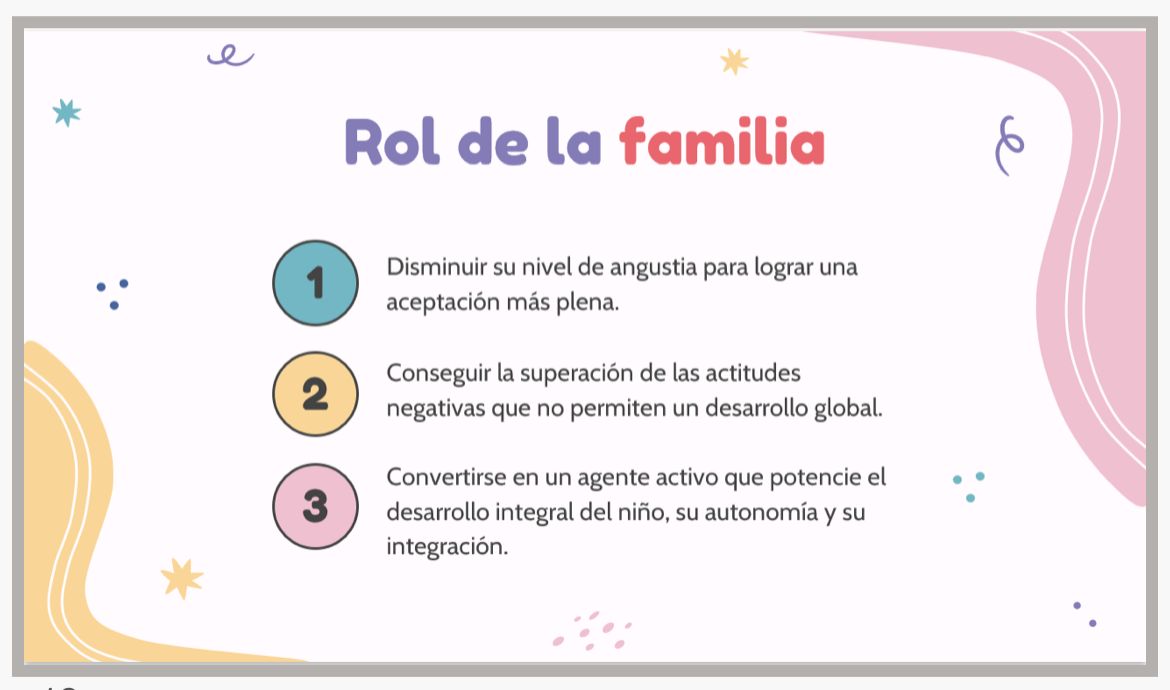 Rol de la familia
1
Disminuir su nivel de angustia para lograr una
aceptación más plena.
2
Conseguir la superación de las actitudes
negativas que no permiten un desarrollo global.
3
Convertirse en un agente activo que potencie el
desarrollo integral del niño, su autonomía y su
integración.